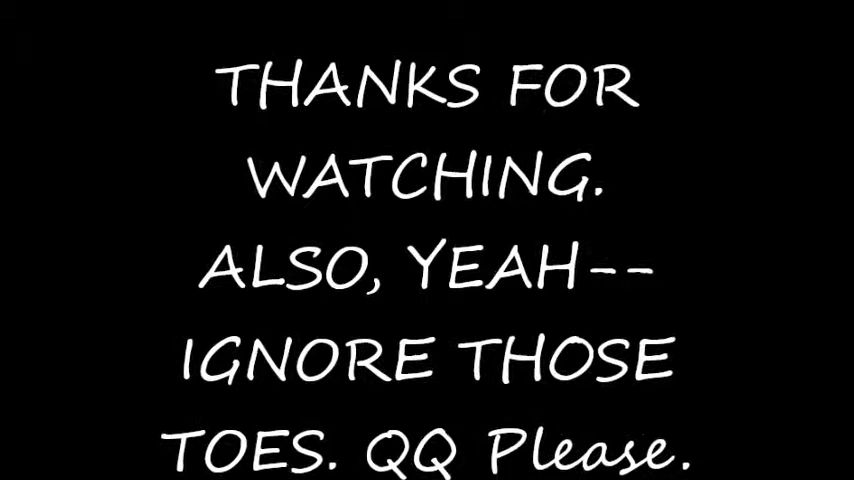 THANKS FOR
WATCHING.
ALSO, YEAH--
IGNORE THOSE
TOES. QQ Please.